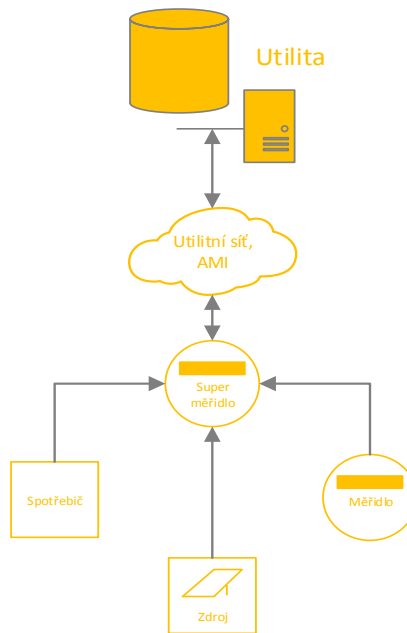 Utilita
Utilitní síť,
AMI
Super
měřidlo
Spotřebič
Měřidlo
Zdroj